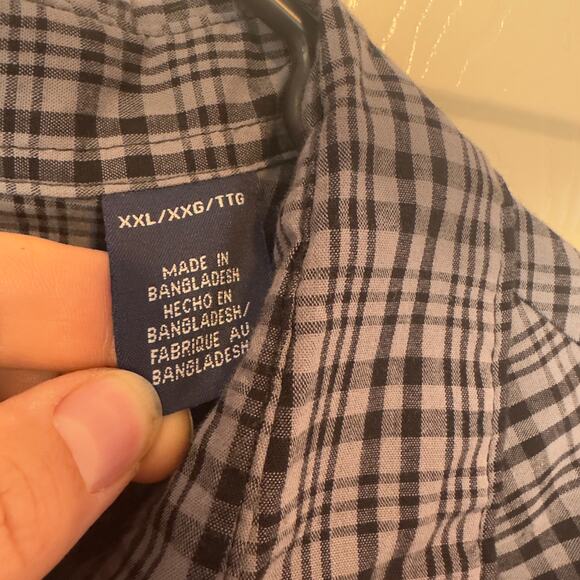 XXL/XXG/TTG
MADE IN
BANGLADESH
HECHO EN
BANGLADESH/
FABRIQUE AU
BANGLADESH